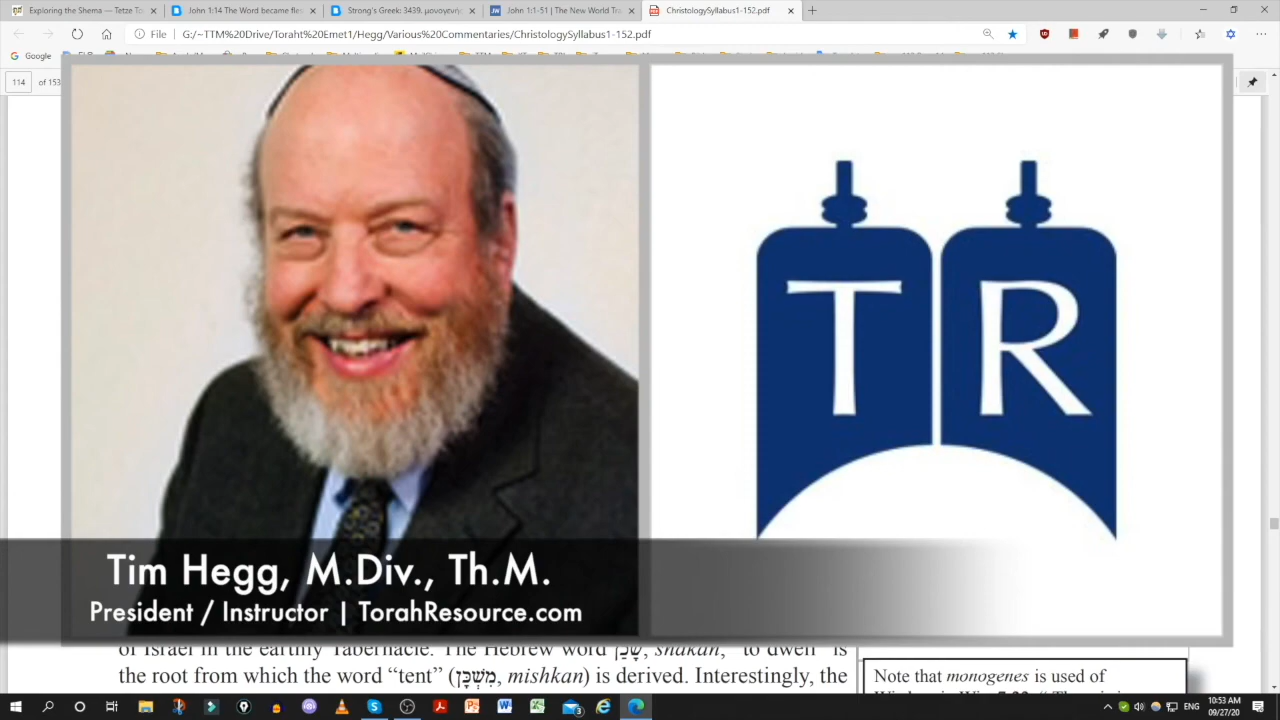 Exploring the Shema — Tetze To
John 1:14 The Word became fles
Strong's Greek: 3439. μονογενή
John 1:1-51 | The New World Tra
ChristologySyllabus1-152.pdf
File | G:/~TTM%20Drive/Toraht%20Emet1/Hegg/Various%20Commentaries/ChristologySyllabus1-152.pdf
Google
114 of 153
T R
Tim Hegg, M.Div., Th.M.
President / Instructor | TorahResource.com
of Israel in the earthly Tabernacle. The Hebrew word שָׁכַן, shakan, "to dwell" is
the root from which the word “tent” (מִשְׁכָּן, mishkan) is derived. Interestingly, the
Note that monogenes is used of
10:53 AM
09/27/20